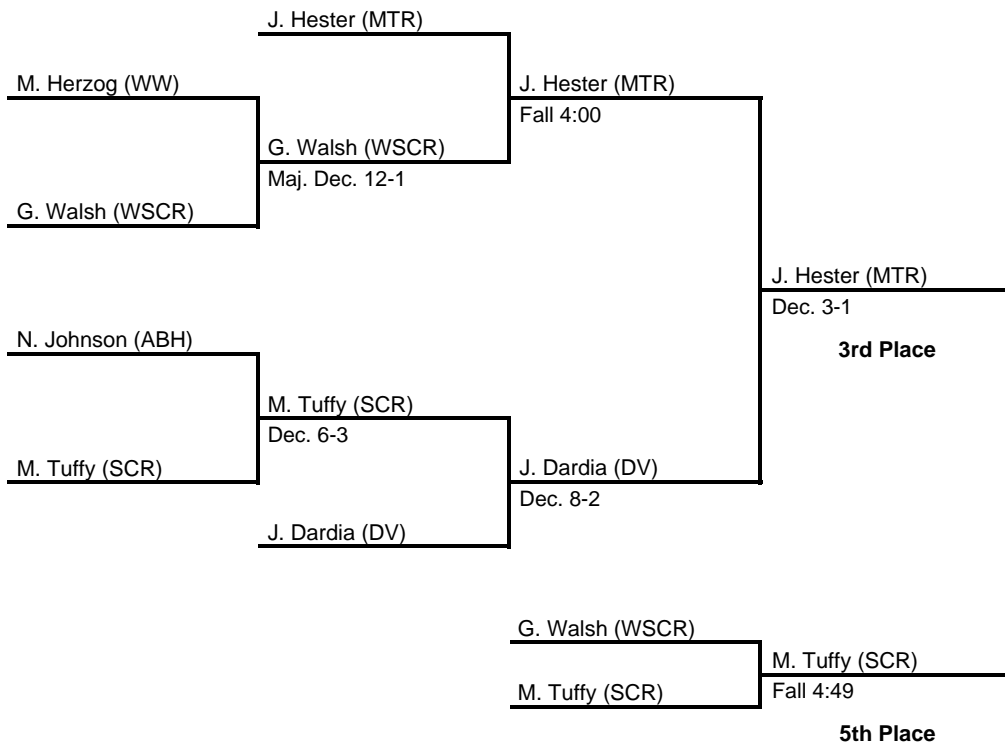 J. Hester (MTR)
M. Herzog (WW)
J. Hester (MTR)
Fall 4:00
G. Walsh (WSCR)
Maj. Dec. 12-1
G. Walsh (WSCR)
J. Hester (MTR)
Dec. 3-1
3rd Place
N. Johnson (ABH)
M. Tuffy (SCR)
Dec. 6-3
M. Tuffy (SCR)
J. Dardia (DV)
Dec. 8-2
J. Dardia (DV)
G. Walsh (WSCR)
M. Tuffy (SCR)
Fall 4:49
M. Tuffy (SCR)
5th Place